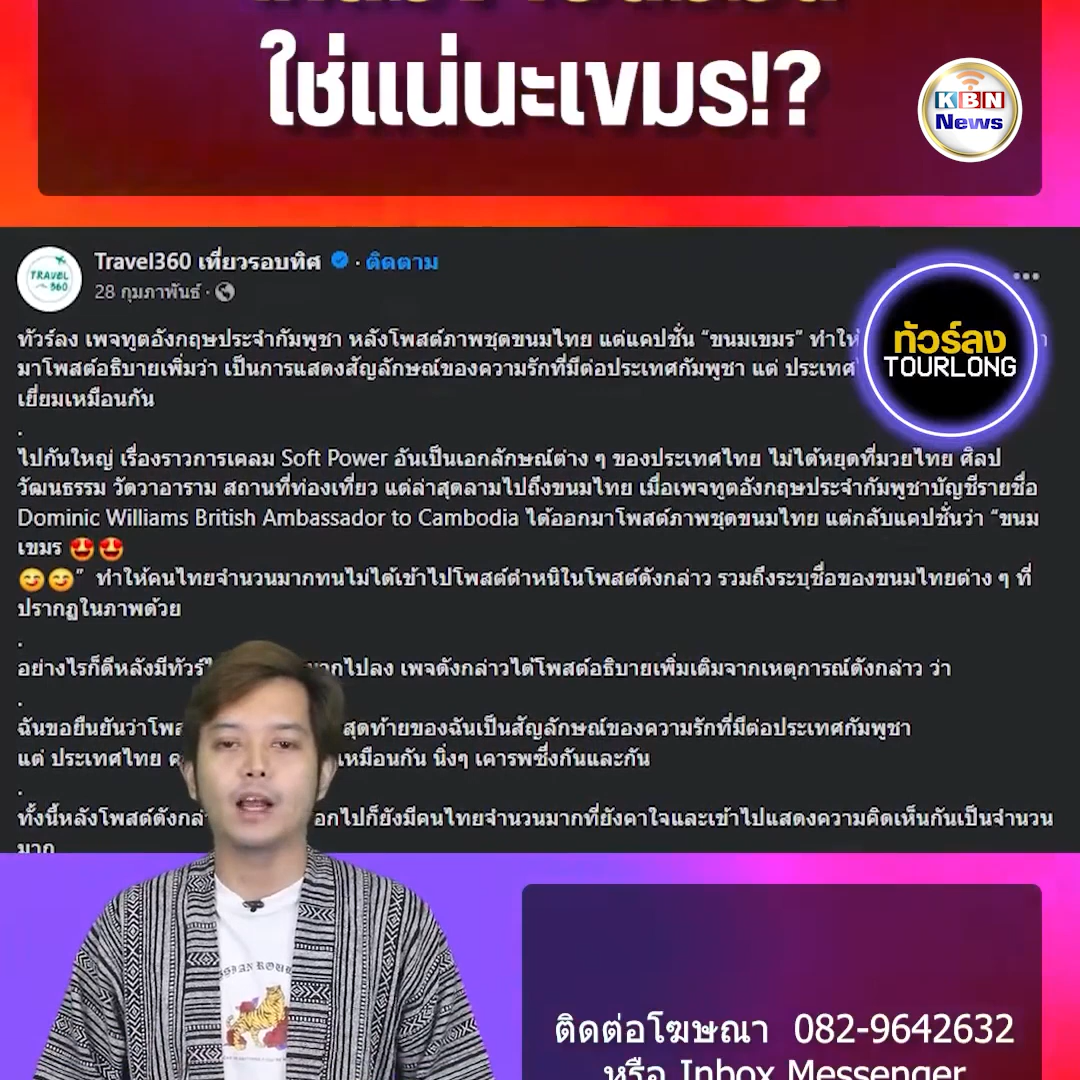 ใช่แน่นะเขมร!?
KBN
News
Travel360 เที่ยวรอบทิศ · ติดตาม
TRAVEL
360
28 กุมภาพันธ์ ·
ทัวร์ลง
TOURLONG
ทัวร์ลง เพจทูตอังกฤษประจำกัมพูชา หลังโพสต์ภาพชุดขนมไทย แต่แคปชั่น “ขนมเขมร”
มาโพสต์อธิบายเพิ่มว่า เป็นการแสดงสัญลักษณ์ของความรักที่มีต่อประเทศกัมพูชา แต่
เยี่ยมเหมือนกัน
.
ไปกันใหญ่ เรื่องราวการเคลม Soft Power อันเป็นเอกลักษณ์ต่าง ๆ ของประเทศไทย ไม่ได้หยุดที่มวยไทย ศิลป
วัฒนธรรม วัดวาอาราม สถานที่ท่องเที่ยว แต่ล่าสุดลามไปถึงขนมไทย เมื่อเพจทูตอังกฤษประจำกัมพูชาบัญชีรายชื่อ
Dominic Williams British Ambassador to Cambodia ได้ออกมาโพสต์ภาพชุดขนมไทย แต่กลับแคปชั่นว่า “ขนม
เขมร 🤩🤩
😊😊” ทำให้คนไทยจำนวนมากทนไม่ได้เข้าไปโพสต์ตำหนิในโพสต์ดังกล่าว รวมถึงระบุชื่อของขนมไทยต่าง ๆ ที่
ปรากฏในภาพด้วย
.
อย่างไรก็ดีหลังมีทัวร์ไปลง เพจดังกล่าวได้โพสต์อธิบายเพิ่มเติมจากเหตุการณ์ดังกล่าว ว่า
.
ฉันขอยืนยันว่า สุดท้ายของฉันเป็นสัญลักษณ์ของความรักที่มีต่อประเทศกัมพูชา
แต่ ประเทศไทย เหมือนกัน นิ่งๆ เคารพซึ่งกันและกัน
.
ทั้งนี้หลังโพสต์ ออกไปก็ยังมีคนไทยจำนวนมากที่ยังคาใจและเข้าไปแสดงความคิดเห็นกันเป็นจำนวน
มาก
ติดต่อโฆษณา 082-9642632
หรือ Inbox Messenger